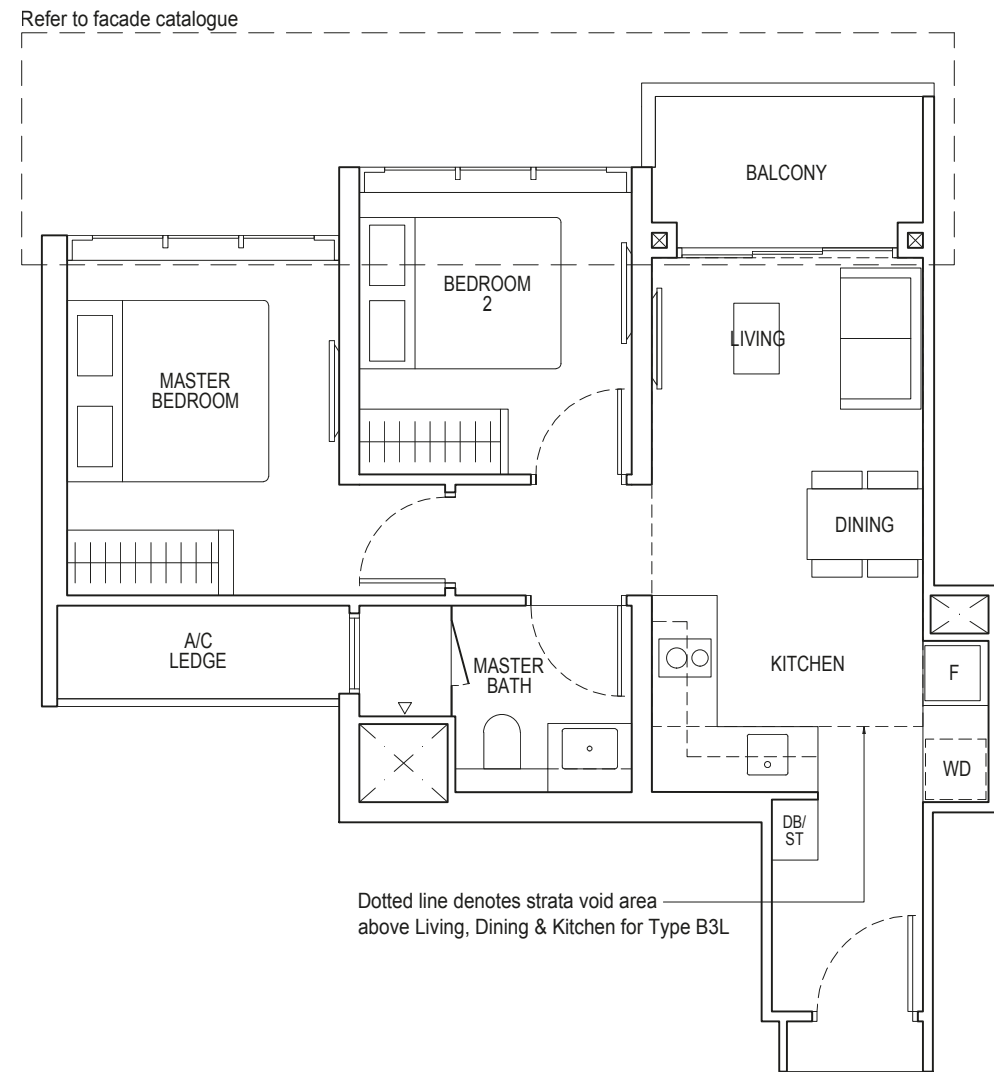 Refer to facade catalogue
BALCONY
BEDROOM
2
LIVING
MASTER
BEDROOM
DINING
A/C
LEDGE
MASTER
BATH
KITCHEN
F
WD
DB/
ST
Dotted line denotes strata void area
above Living, Dining & Kitchen for Type B3L